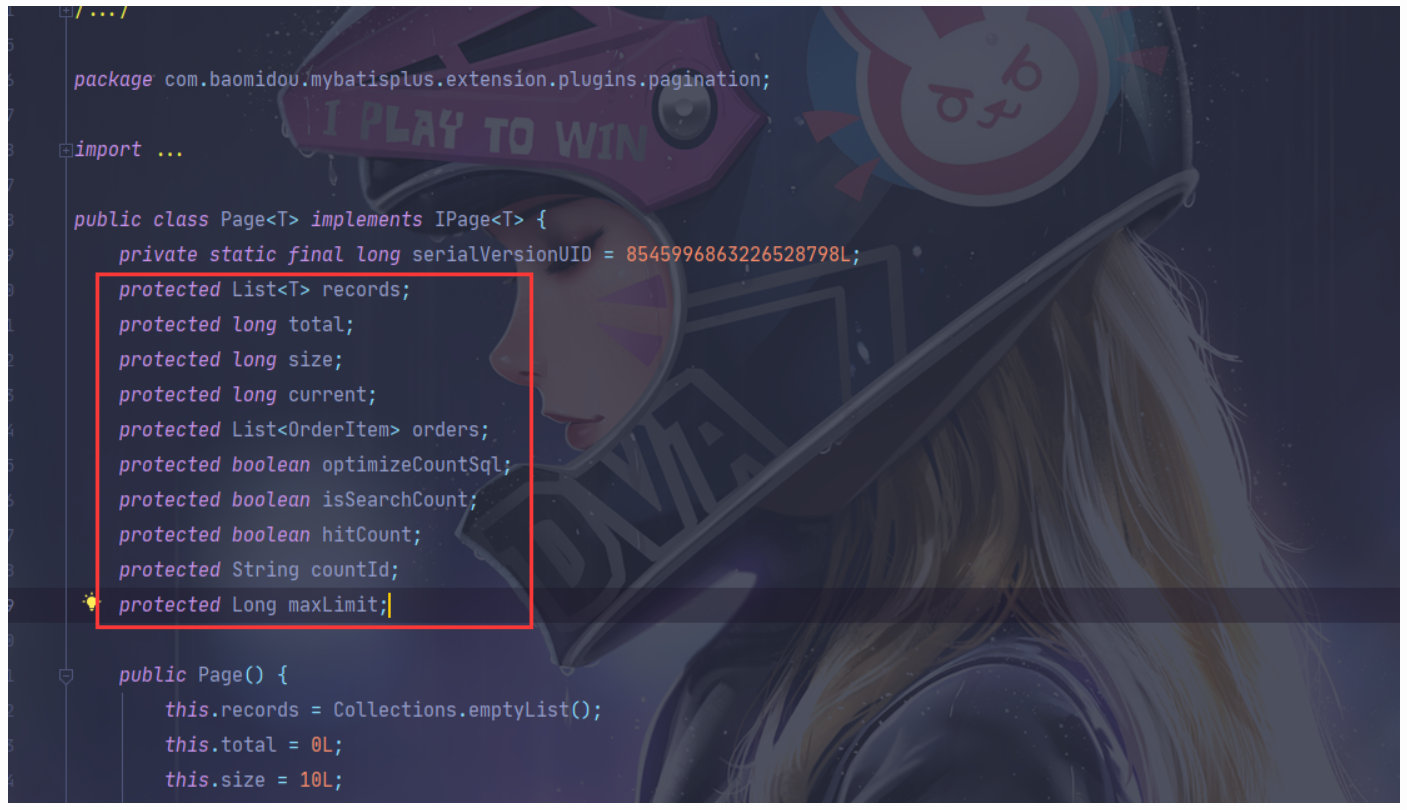 /.../
package com.baomidou.mybatisplus.extension.plugins.pagination;
import ...
public class Page<T> implements IPage<T> {
private static final long serialVersionUID = 8545996863226528798L;
protected List<T> records;
protected long total;
protected long size;
protected long current;
protected List<OrderItem> orders;
protected boolean optimizeCountSql;
protected boolean isSearchCount;
protected boolean hitCount;
protected String countId;
protected Long maxLimit;
public Page() {
this.records = Collections.emptyList();
this.total = 0L;
this.size = 10L;
I PLAY TO WIN
DVA